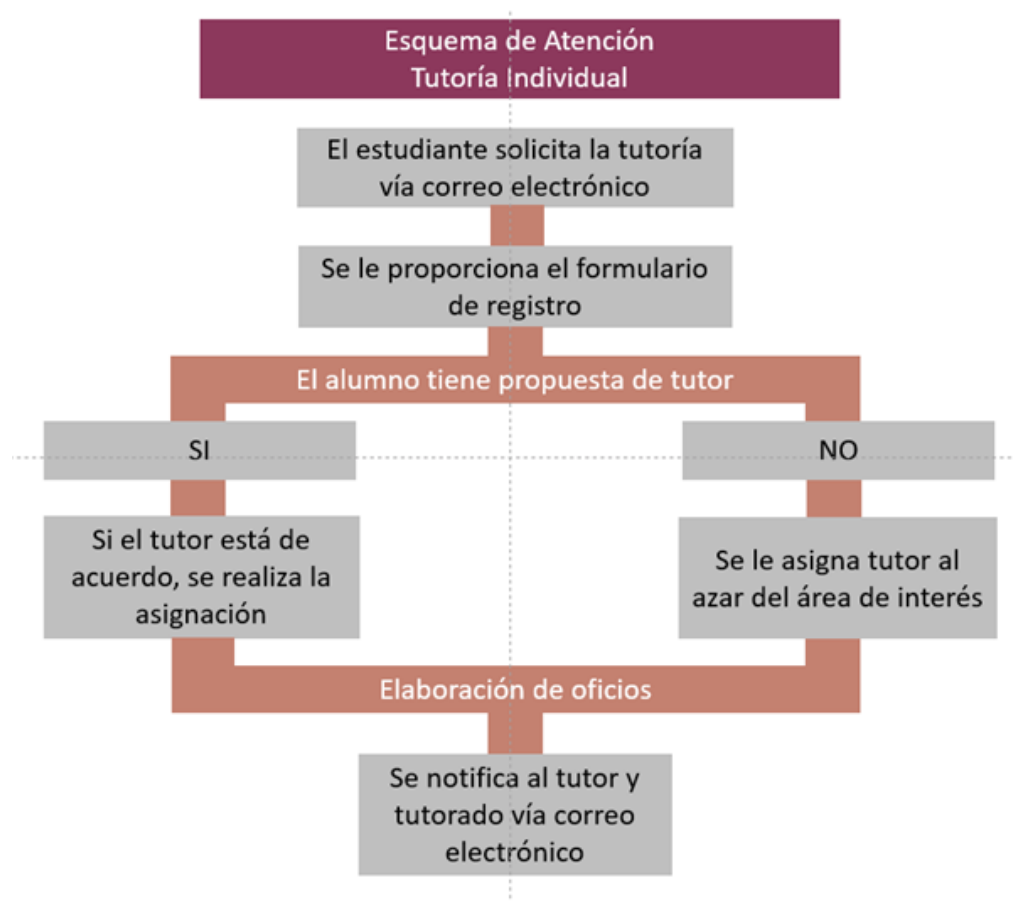 Esquema de Atención
Tutoría Individual
El estudiante solicita la tutoría
vía correo electrónico
Se le proporciona el formulario
de registro
El alumno tiene propuesta de tutor
SI
NO
Si el tutor está de
acuerdo, se realiza la
asignación
Se le asigna tutor al
azar del área de interés
Elaboración de oficios
Se notifica al tutor y
tutorado vía correo
electrónico